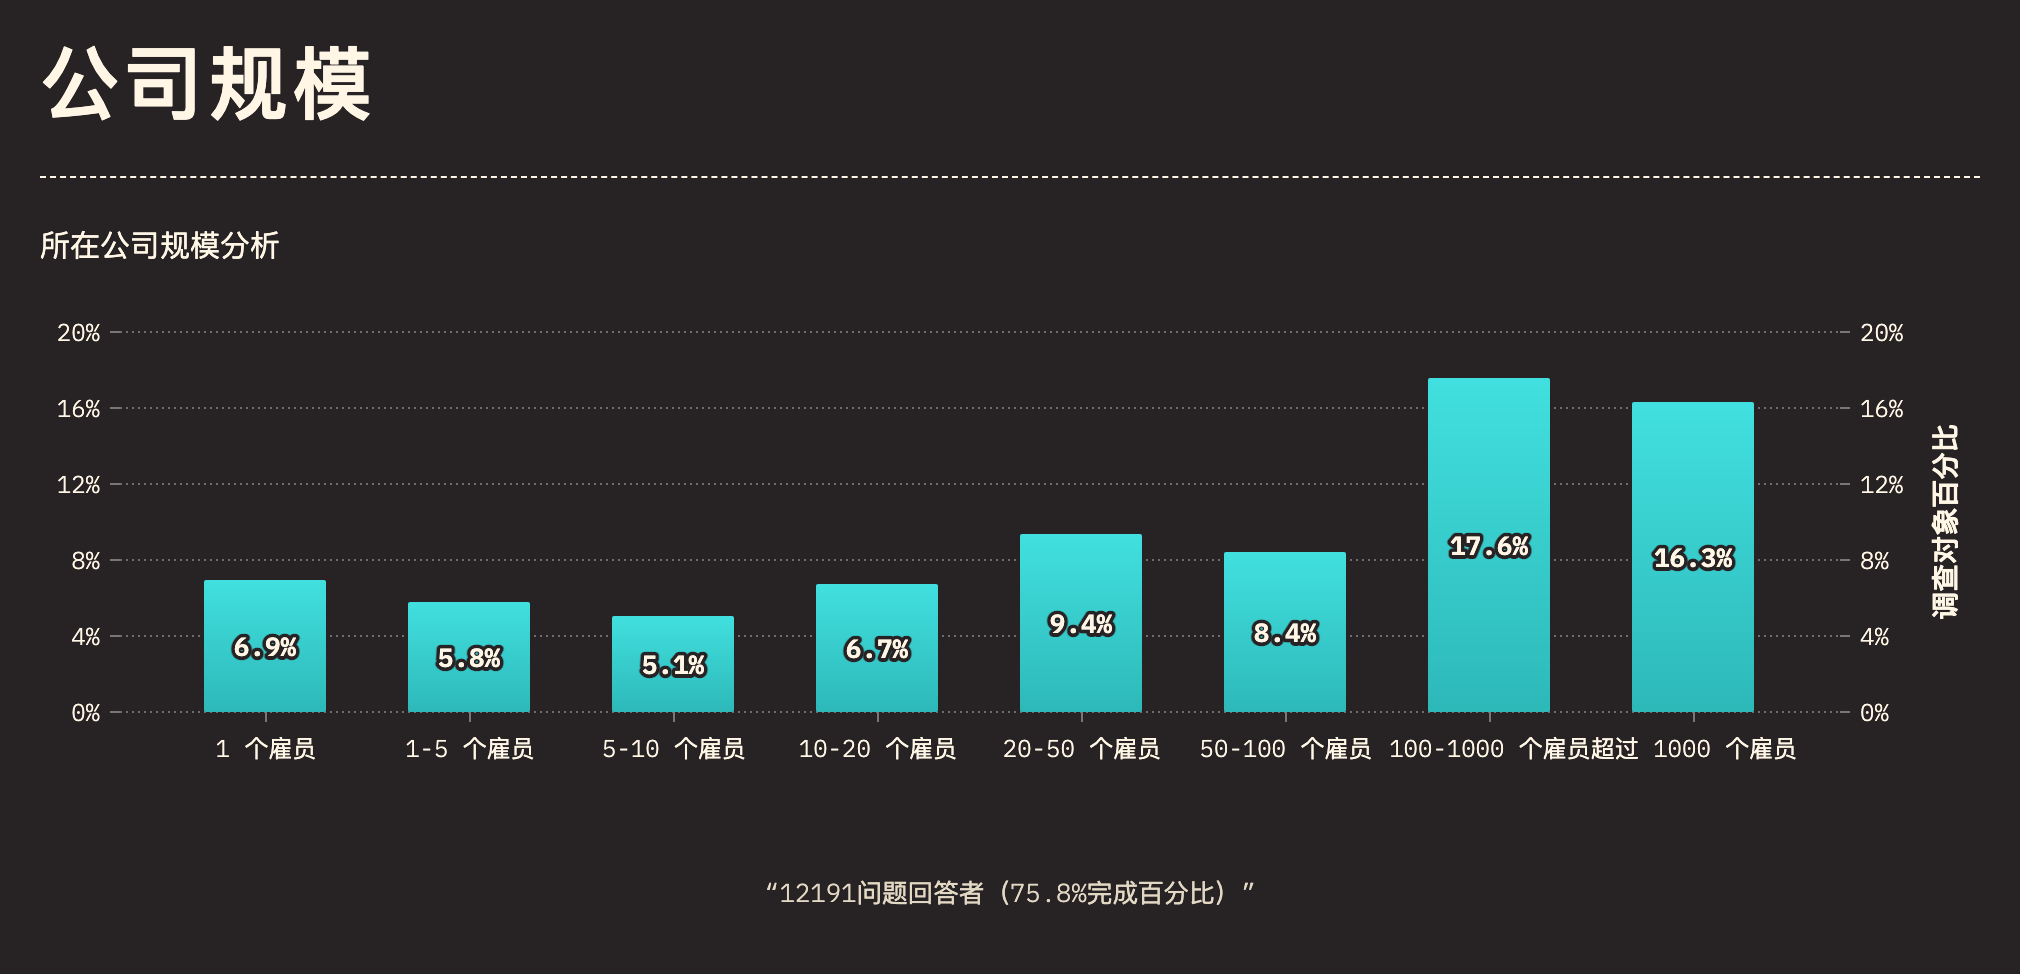 公司规模
所在公司规模分析
20% 20%
16% 16%
12% 12%
8% 8%
4% 4%
0% 0%
调查对象百分比
6.9% 5.8% 5.1% 6.7% 9.4% 8.4% 17.6% 16.3%
1 个雇员 1-5 个雇员 5-10 个雇员 10-20 个雇员 20-50 个雇员 50-100 个雇员 100-1000 个雇员 超过 1000 个雇员
“12191问题回答者（75.8%完成百分比）”